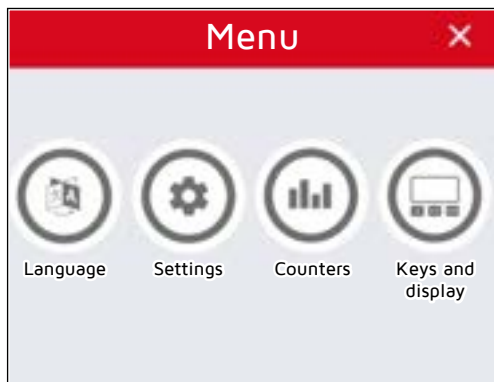 Menu
Language
Settings
Counters
Keys and
display